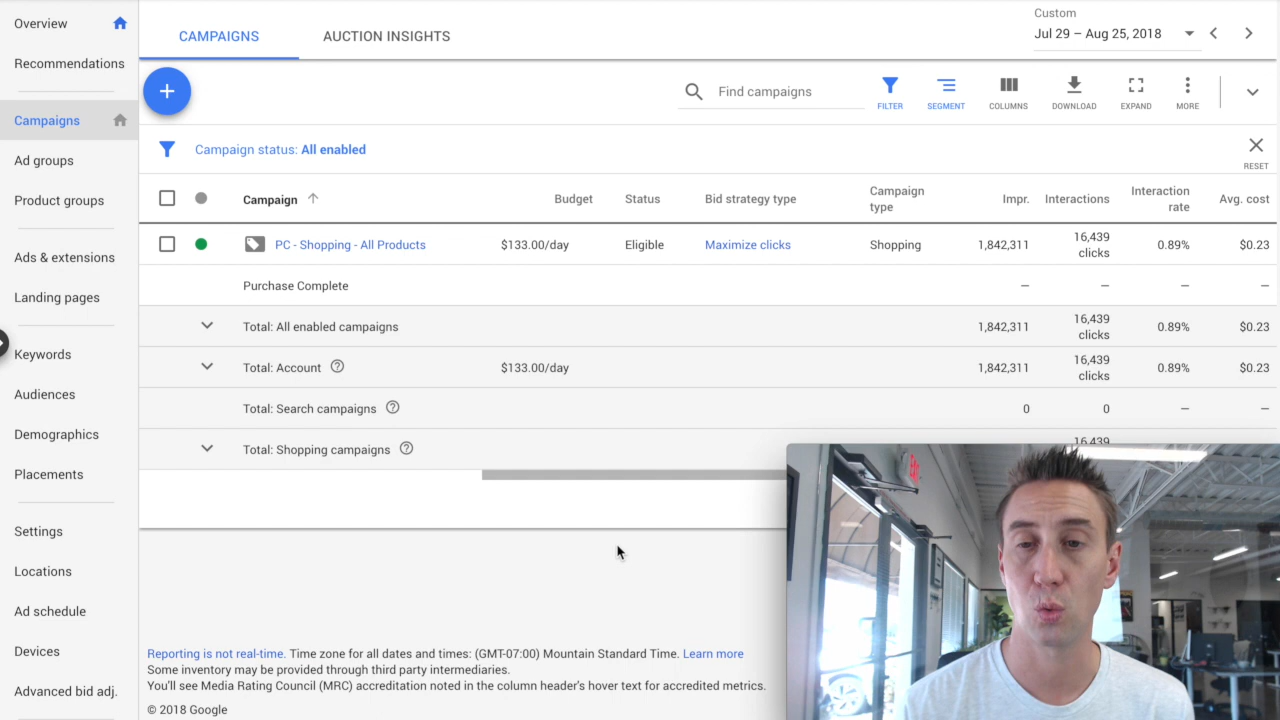 Overview
Recommendations
Campaigns
Ad groups
Product groups
Ads & extensions
Landing pages
Keywords
Audiences
Demographics
Placements
Settings
Locations
Ad schedule
Devices
Advanced bid adj.
CAMPAIGNS
AUCTION INSIGHTS
Custom
Jul 29 – Aug 25, 2018
Find campaigns
FILTER
SEGMENT
COLUMNS
DOWNLOAD
EXPAND
MORE
Campaign status: All enabled
RESET
Campaign Budget Status Bid strategy type Campaign type Impr. Interactions Interaction rate Avg. cost
PC - Shopping - All Products $133.00/day Eligible Maximize clicks Shopping 1,842,311 16,439 clicks 0.89% $0.23
Purchase Complete – – – –
Total: All enabled campaigns 1,842,311 16,439 clicks 0.89% $0.23
Total: Account $133.00/day 1,842,311 16,439 clicks 0.89% $0.23
Total: Search campaigns 0 0 – –
Total: Shopping campaigns 16,439
Reporting is not real-time. Time zone for all dates and times: (GMT-07:00) Mountain Standard Time. Learn more
Some inventory may be provided through third party intermediaries.
You'll see Media Rating Council (MRC) accreditation noted in the column header's hover text for accredited metrics.
© 2018 Google